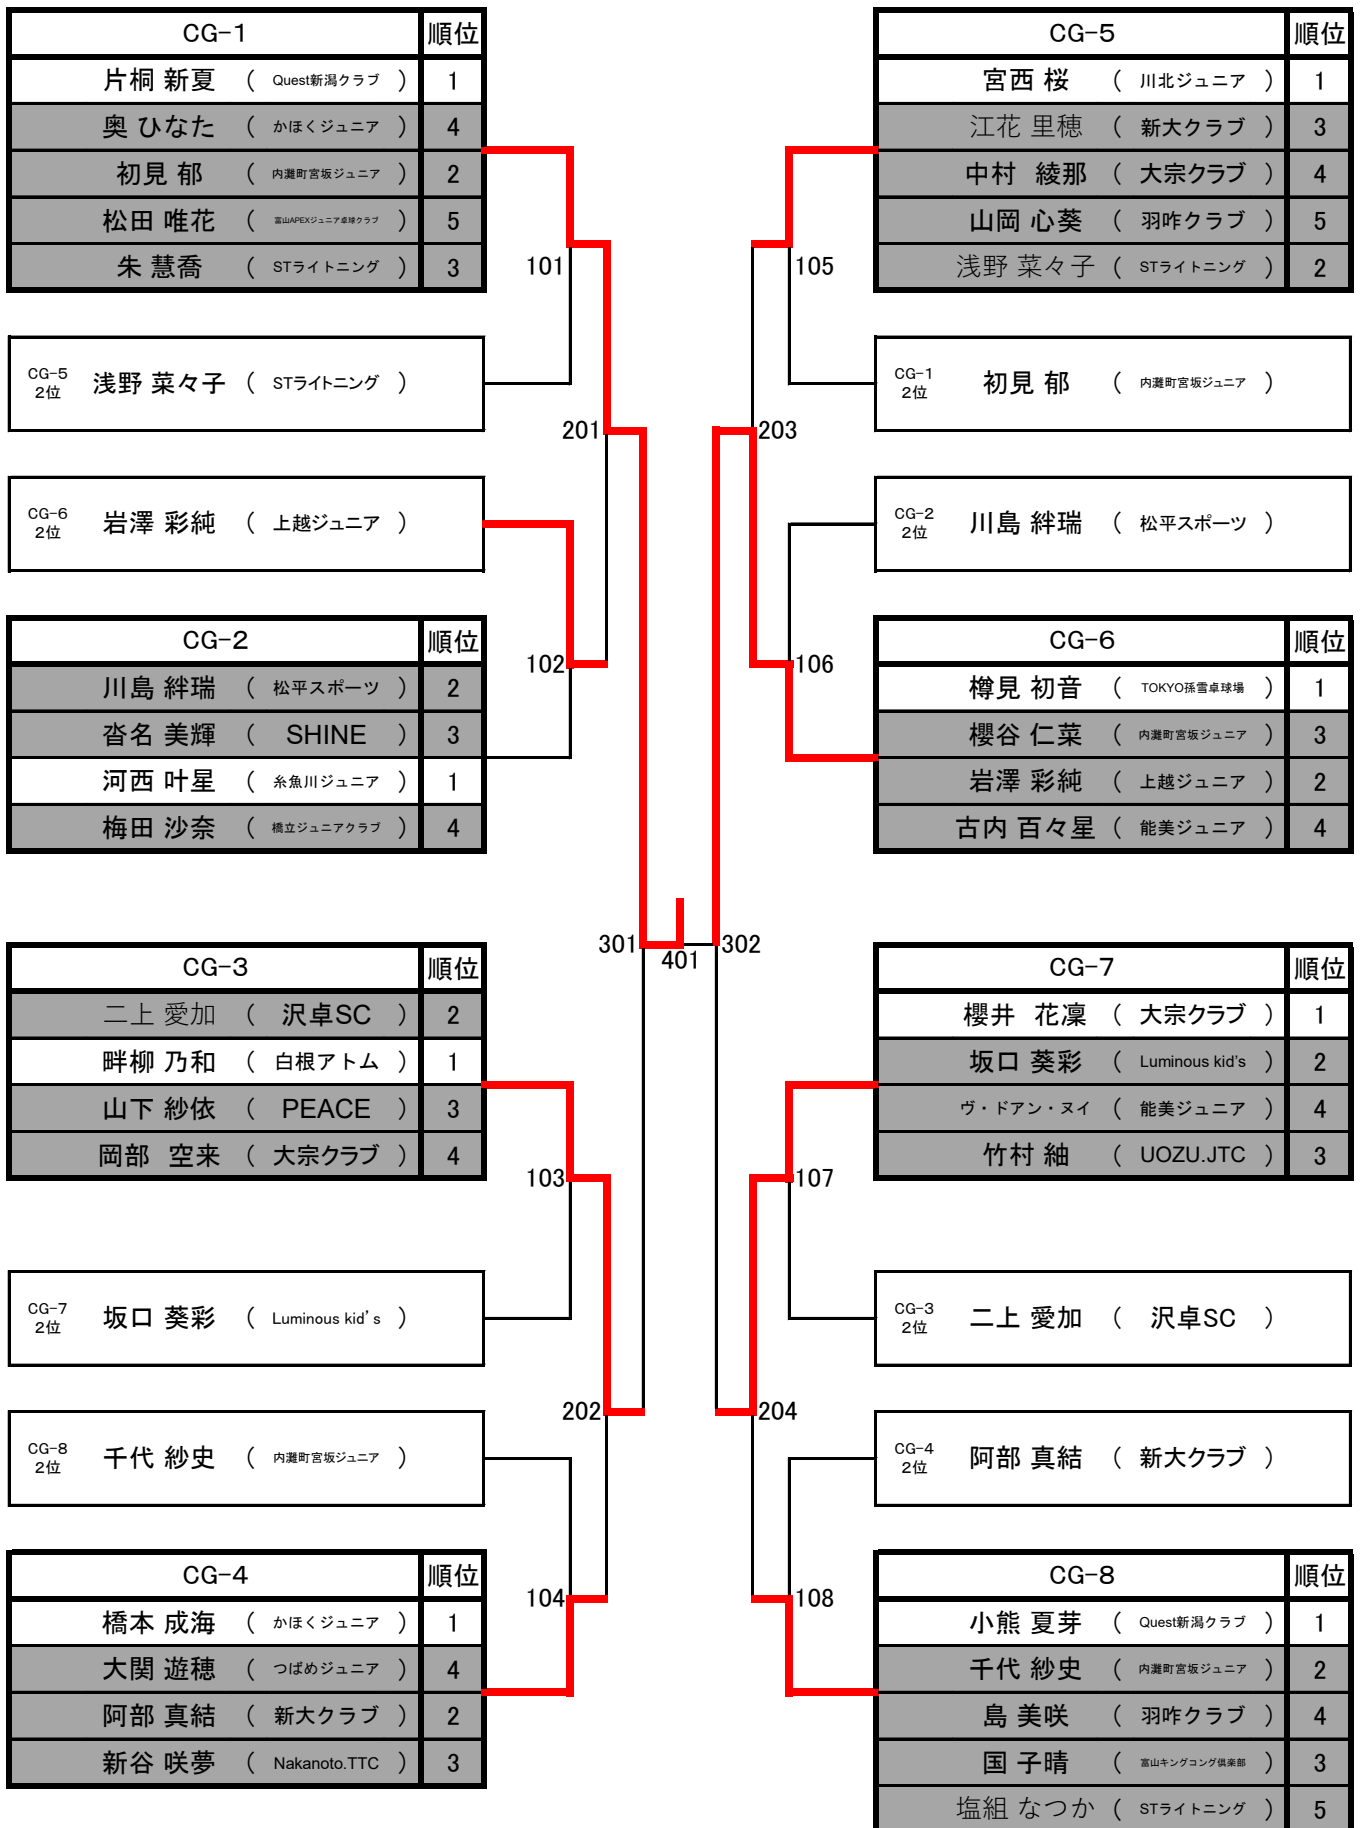 CG-1 順位
片桐 新夏 ( Quest新潟クラブ ) 1
奥 ひなた ( かほくジュニア ) 4
初見 郁 ( 内灘町宮坂ジュニア ) 2
松田 唯花 ( 富山APEXジュニア卓球クラブ ) 5
朱 慧喬 ( STライトニング ) 3
CG-5
2位 浅野 菜々子 ( STライトニング )
CG-6
2位 岩澤 彩純 ( 上越ジュニア )
CG-2 順位
川島 絆瑞 ( 松平スポーツ ) 2
沓名 美輝 ( SHINE ) 3
河西 叶星 ( 糸魚川ジュニア ) 1
梅田 沙奈 ( 橋立ジュニアクラブ ) 4
CG-3 順位
二上 愛加 ( 沢卓SC ) 2
畔柳 乃和 ( 白根アトム ) 1
山下 紗依 ( PEACE ) 3
岡部 空来 ( 大宗クラブ ) 4
CG-7
2位 坂口 葵彩 ( Luminous kid's )
CG-8
2位 千代 紗史 ( 内灘町宮坂ジュニア )
CG-4 順位
橋本 成海 ( かほくジュニア ) 1
大関 遊穂 ( つばめジュニア ) 4
阿部 真結 ( 新大クラブ ) 2
新谷 咲夢 ( Nakanoto.TTC ) 3
101
201
102
301
401
302
103
202
104
203
105
106
107
204
108
CG-5 順位
宮西 桜 ( 川北ジュニア ) 1
江花 里穂 ( 新大クラブ ) 3
中村 綾那 ( 大宗クラブ ) 4
山岡 心葵 ( 羽咋クラブ ) 5
浅野 菜々子 ( STライトニング ) 2
CG-1
2位 初見 郁 ( 内灘町宮坂ジュニア )
CG-2
2位 川島 絆瑞 ( 松平スポーツ )
CG-6 順位
樽見 初音 ( TOKYO孫雪卓球場 ) 1
櫻谷 仁菜 ( 内灘町宮坂ジュニア ) 3
岩澤 彩純 ( 上越ジュニア ) 2
古内 百々星 ( 能美ジュニア ) 4
CG-7 順位
櫻井 花凜 ( 大宗クラブ ) 1
坂口 葵彩 ( Luminous kid's ) 2
ヴ・ドアン・ヌイ ( 能美ジュニア ) 4
竹村 紬 ( UOZU.JTC ) 3
CG-3
2位 二上 愛加 ( 沢卓SC )
CG-4
2位 阿部 真結 ( 新大クラブ )
CG-8 順位
小熊 夏芽 ( Quest新潟クラブ ) 1
千代 紗史 ( 内灘町宮坂ジュニア ) 2
島 美咲 ( 羽咋クラブ ) 4
国 子晴 ( 富山キングコング倶楽部 ) 3
塩組 なつか ( STライトニング ) 5